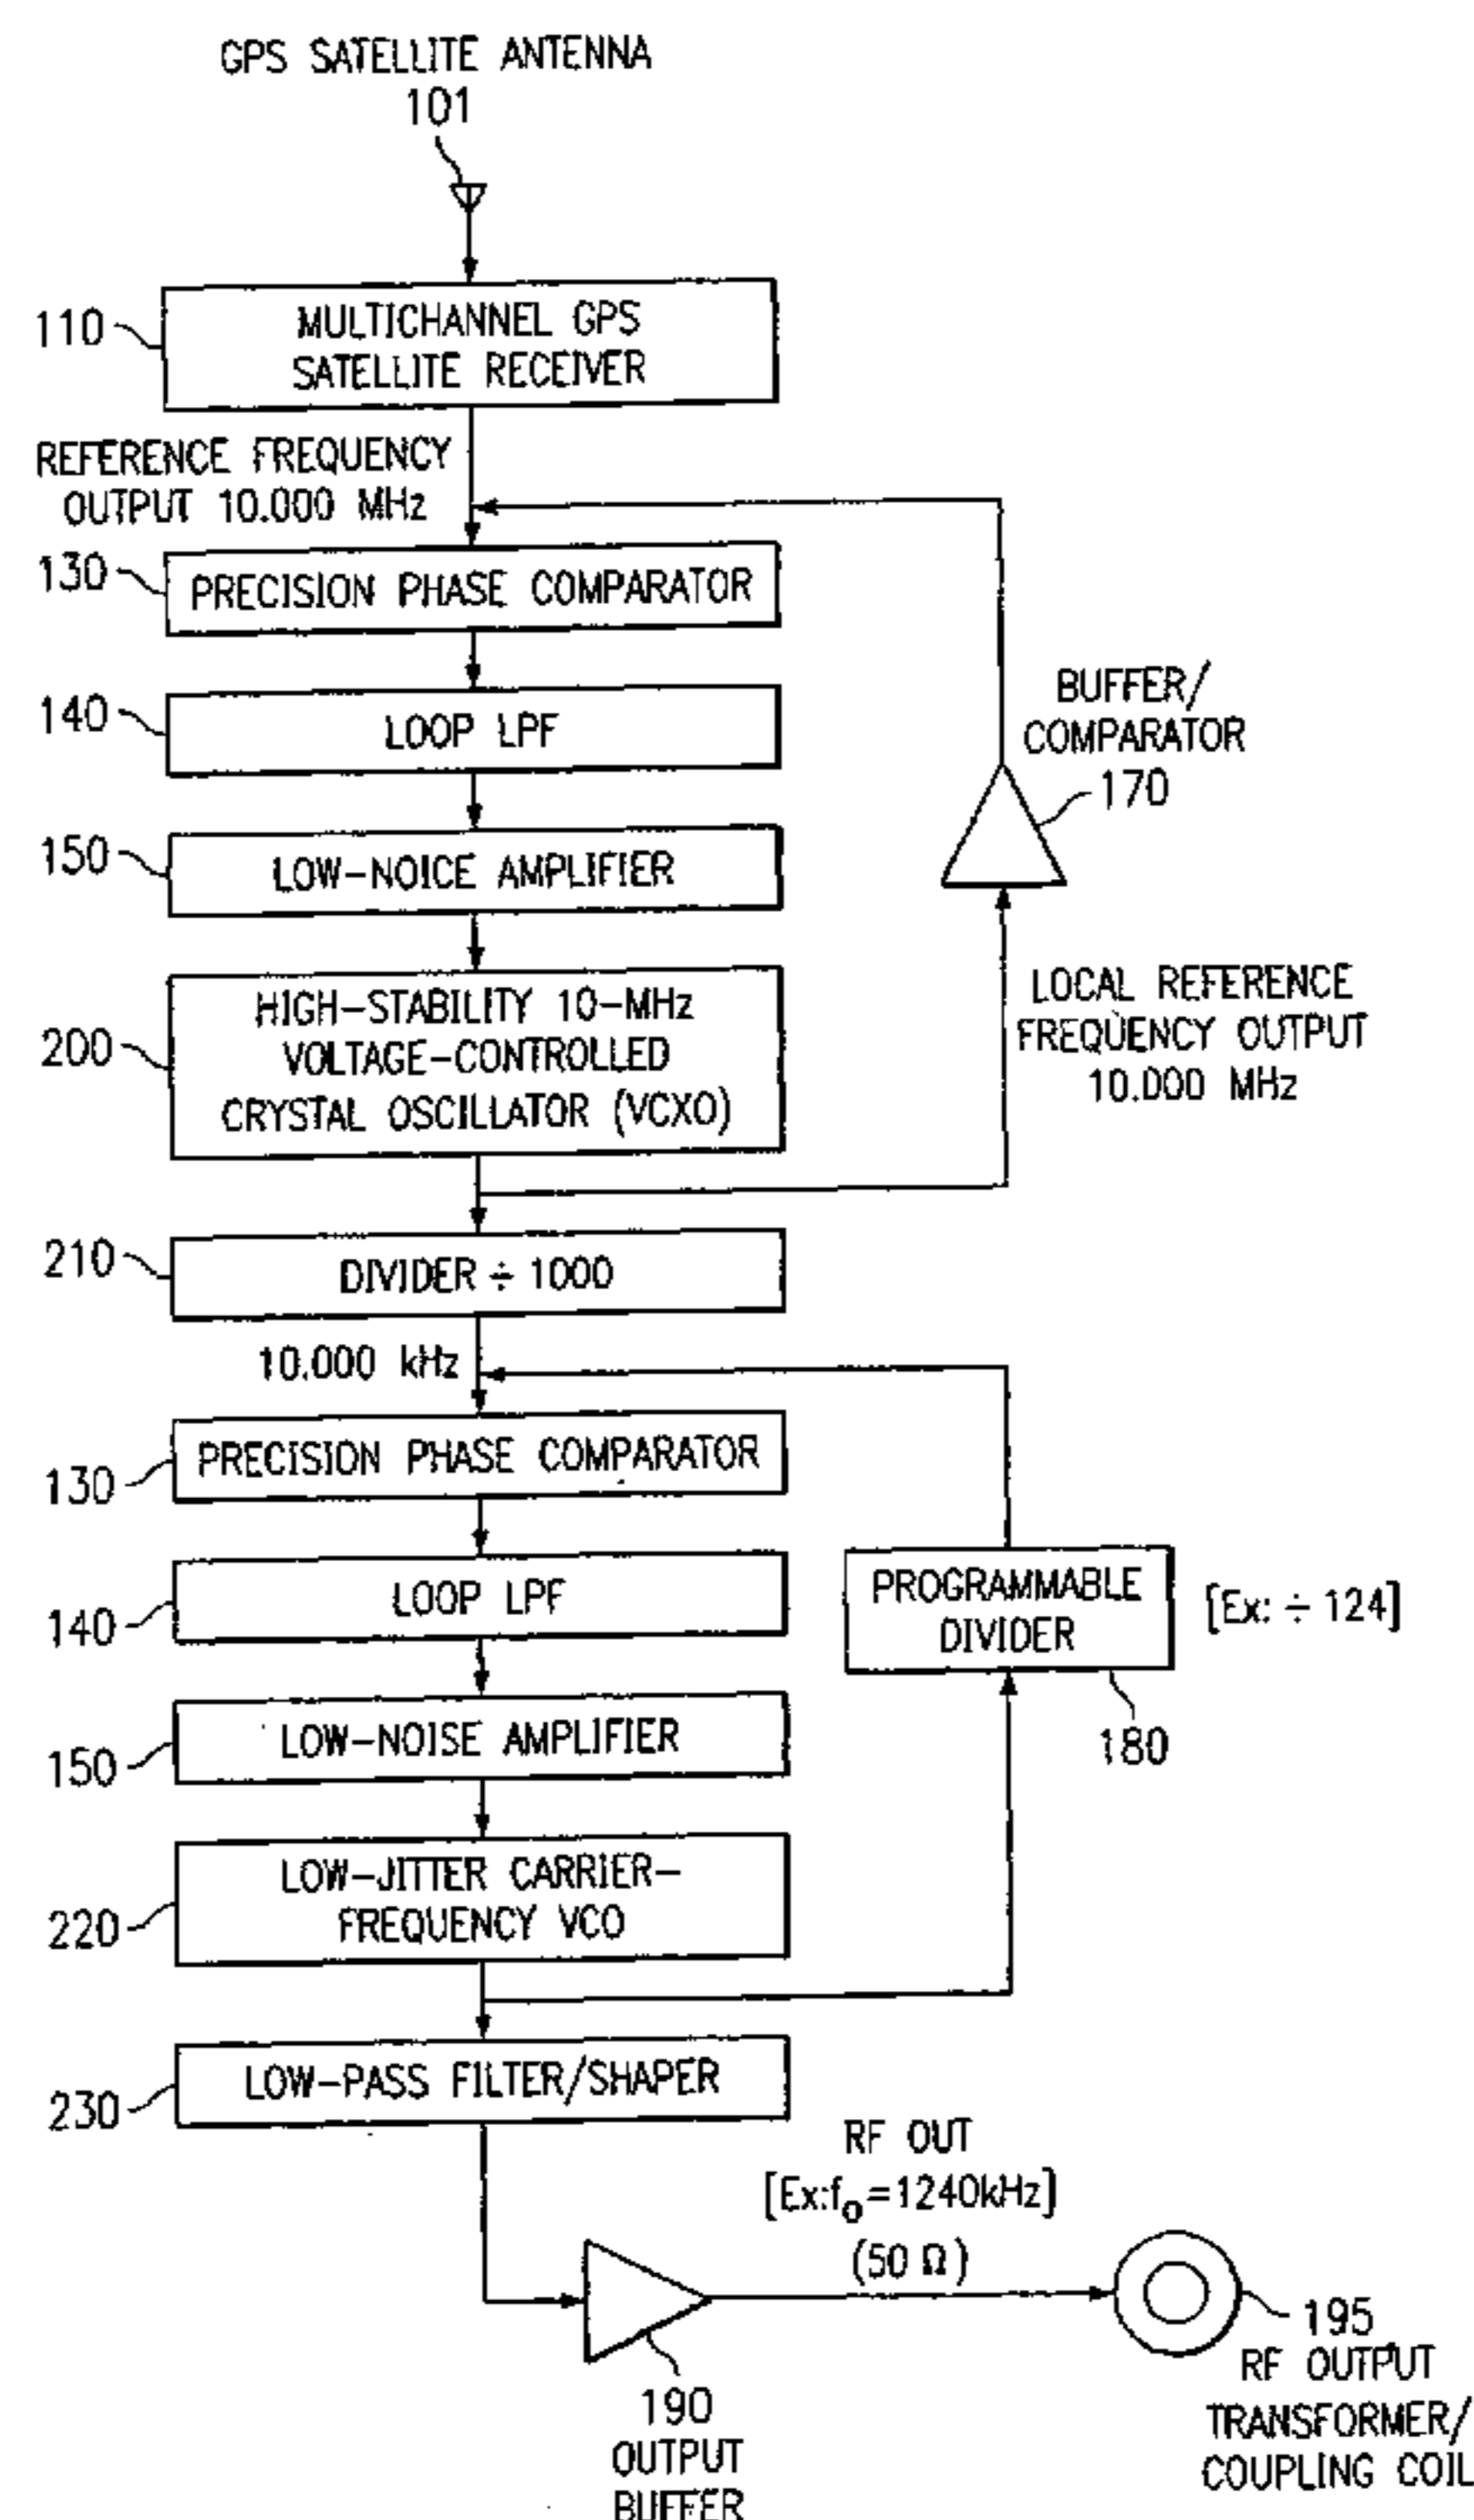 GPS SATELLITE ANTENNA
101
110
MULTICHANNEL GPS
SATELLITE RECEIVER
REFERENCE FREQUENCY
OUTPUT 10.000 MHz
130
PRECISION PHASE COMPARATOR
140
LOOP LPF
BUFFER/
COMPARATOR
170
150
LOW-NOICE AMPLIFIER
200
HIGH-STABILITY 10-MHz
VOLTAGE-CONTROLLED
CRYSTAL OSCILLATOR (VCXO)
LOCAL REFERENCE
FREQUENCY OUTPUT
10.000 MHz
210
DIVIDER ÷ 1000
10.000 kHz
130
PRECISION PHASE COMPARATOR
140
LOOP LPF
PROGRAMMABLE
DIVIDER
[Ex: ÷ 124]
180
150
LOW-NOISE AMPLIFIER
220
LOW-JITTER CARRIER-
FREQUENCY VCO
230
LOW-PASS FILTER/SHAPER
RF OUT
[Ex:fo=1240kHz]
(50 Ω)
195
RF OUTPUT
TRANSFORMER/
COUPLING COIL
190
OUTPUT
BUFFER